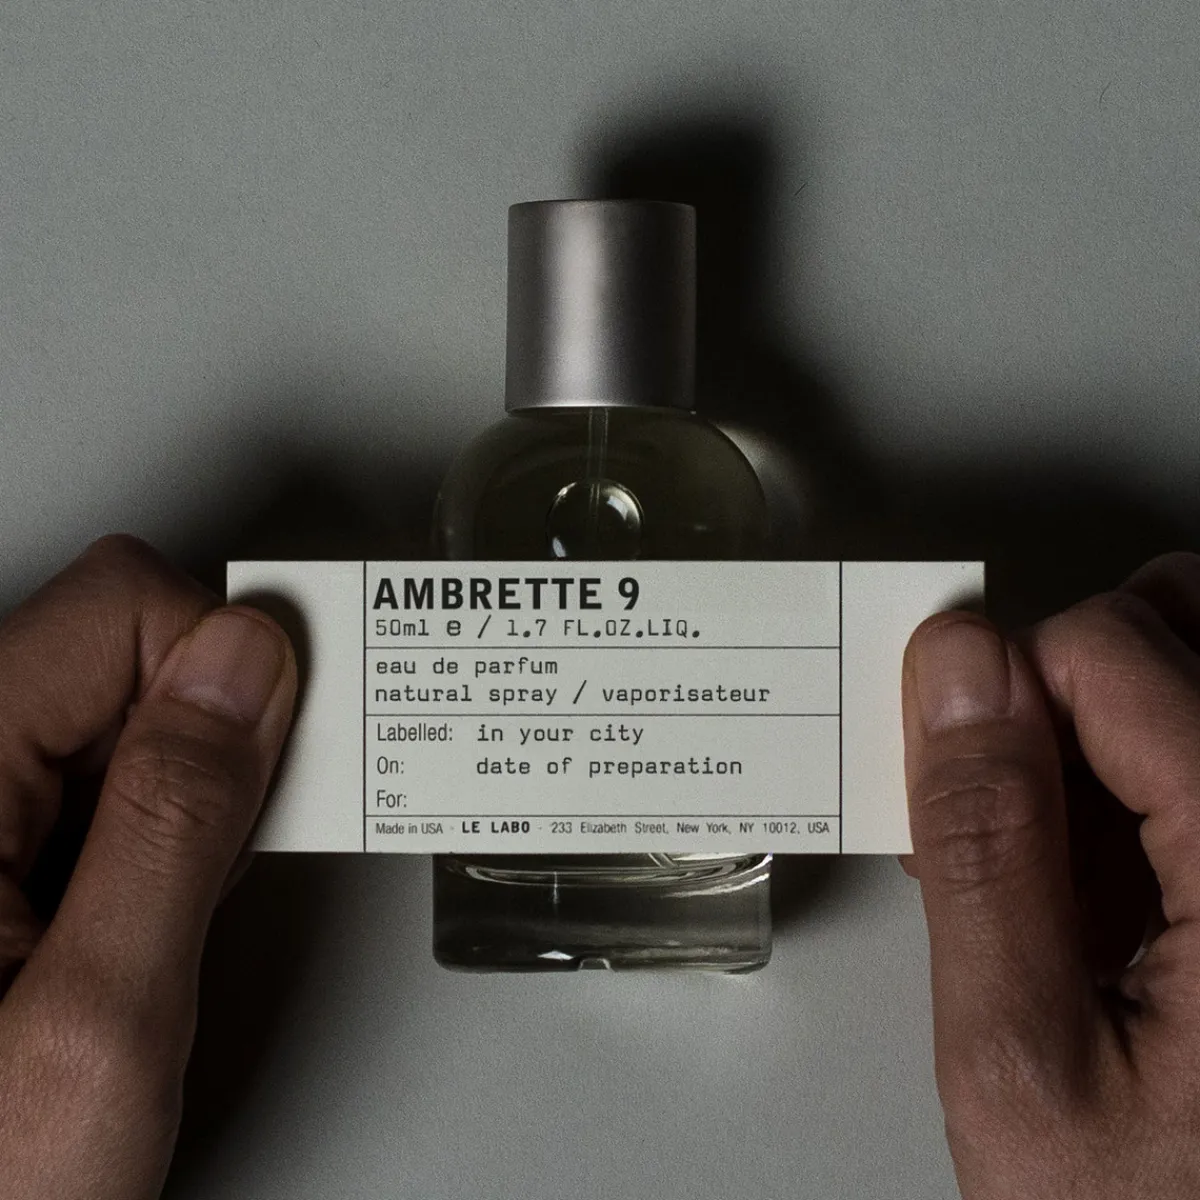 AMBRETTE 9
50ml e / 1.7 FL.OZ.LIQ.
eau de parfum
natural spray / vaporisateur
Labelled: in your city
On: date of preparation
For:
Made in USA - LE LABO - 233 Elizabeth Street, New York, NY 10012, USA